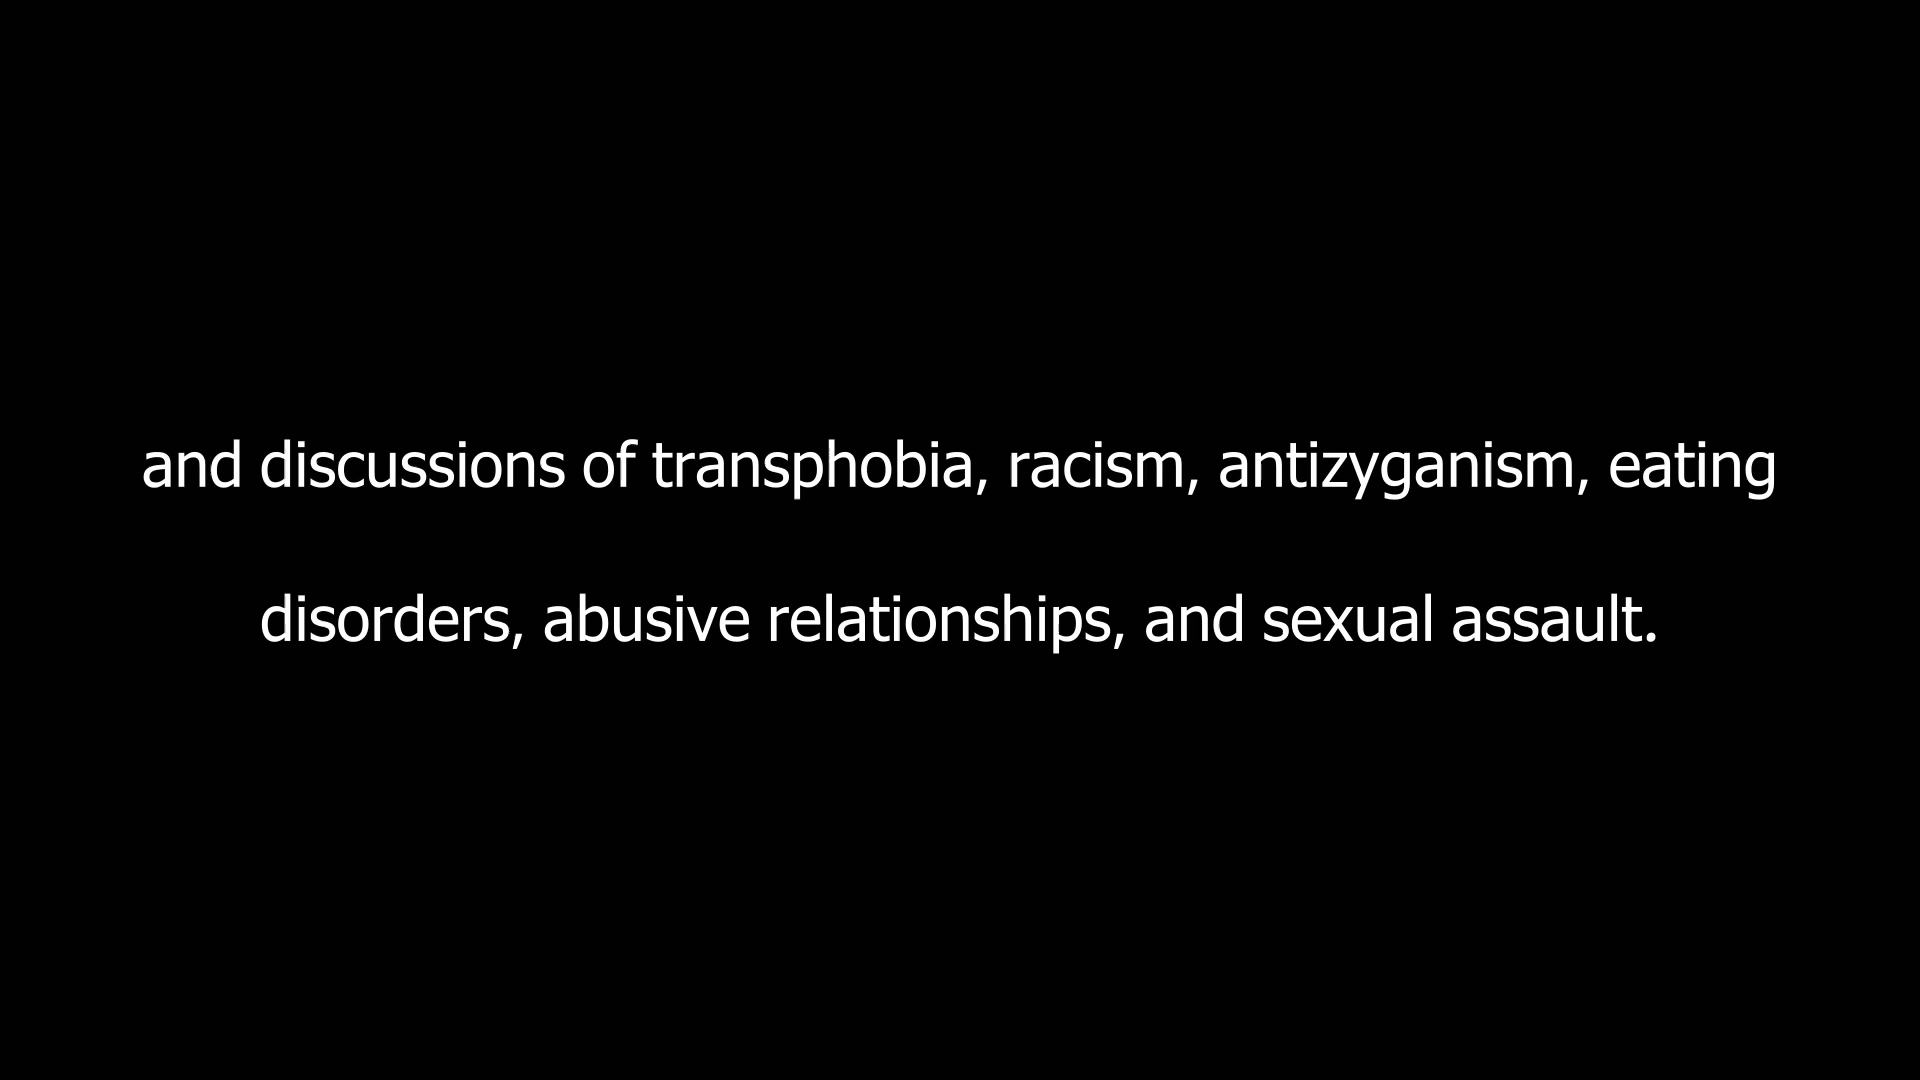 and discussions of transphobia, racism, antizyganism, eating
disorders, abusive relationships, and sexual assault.